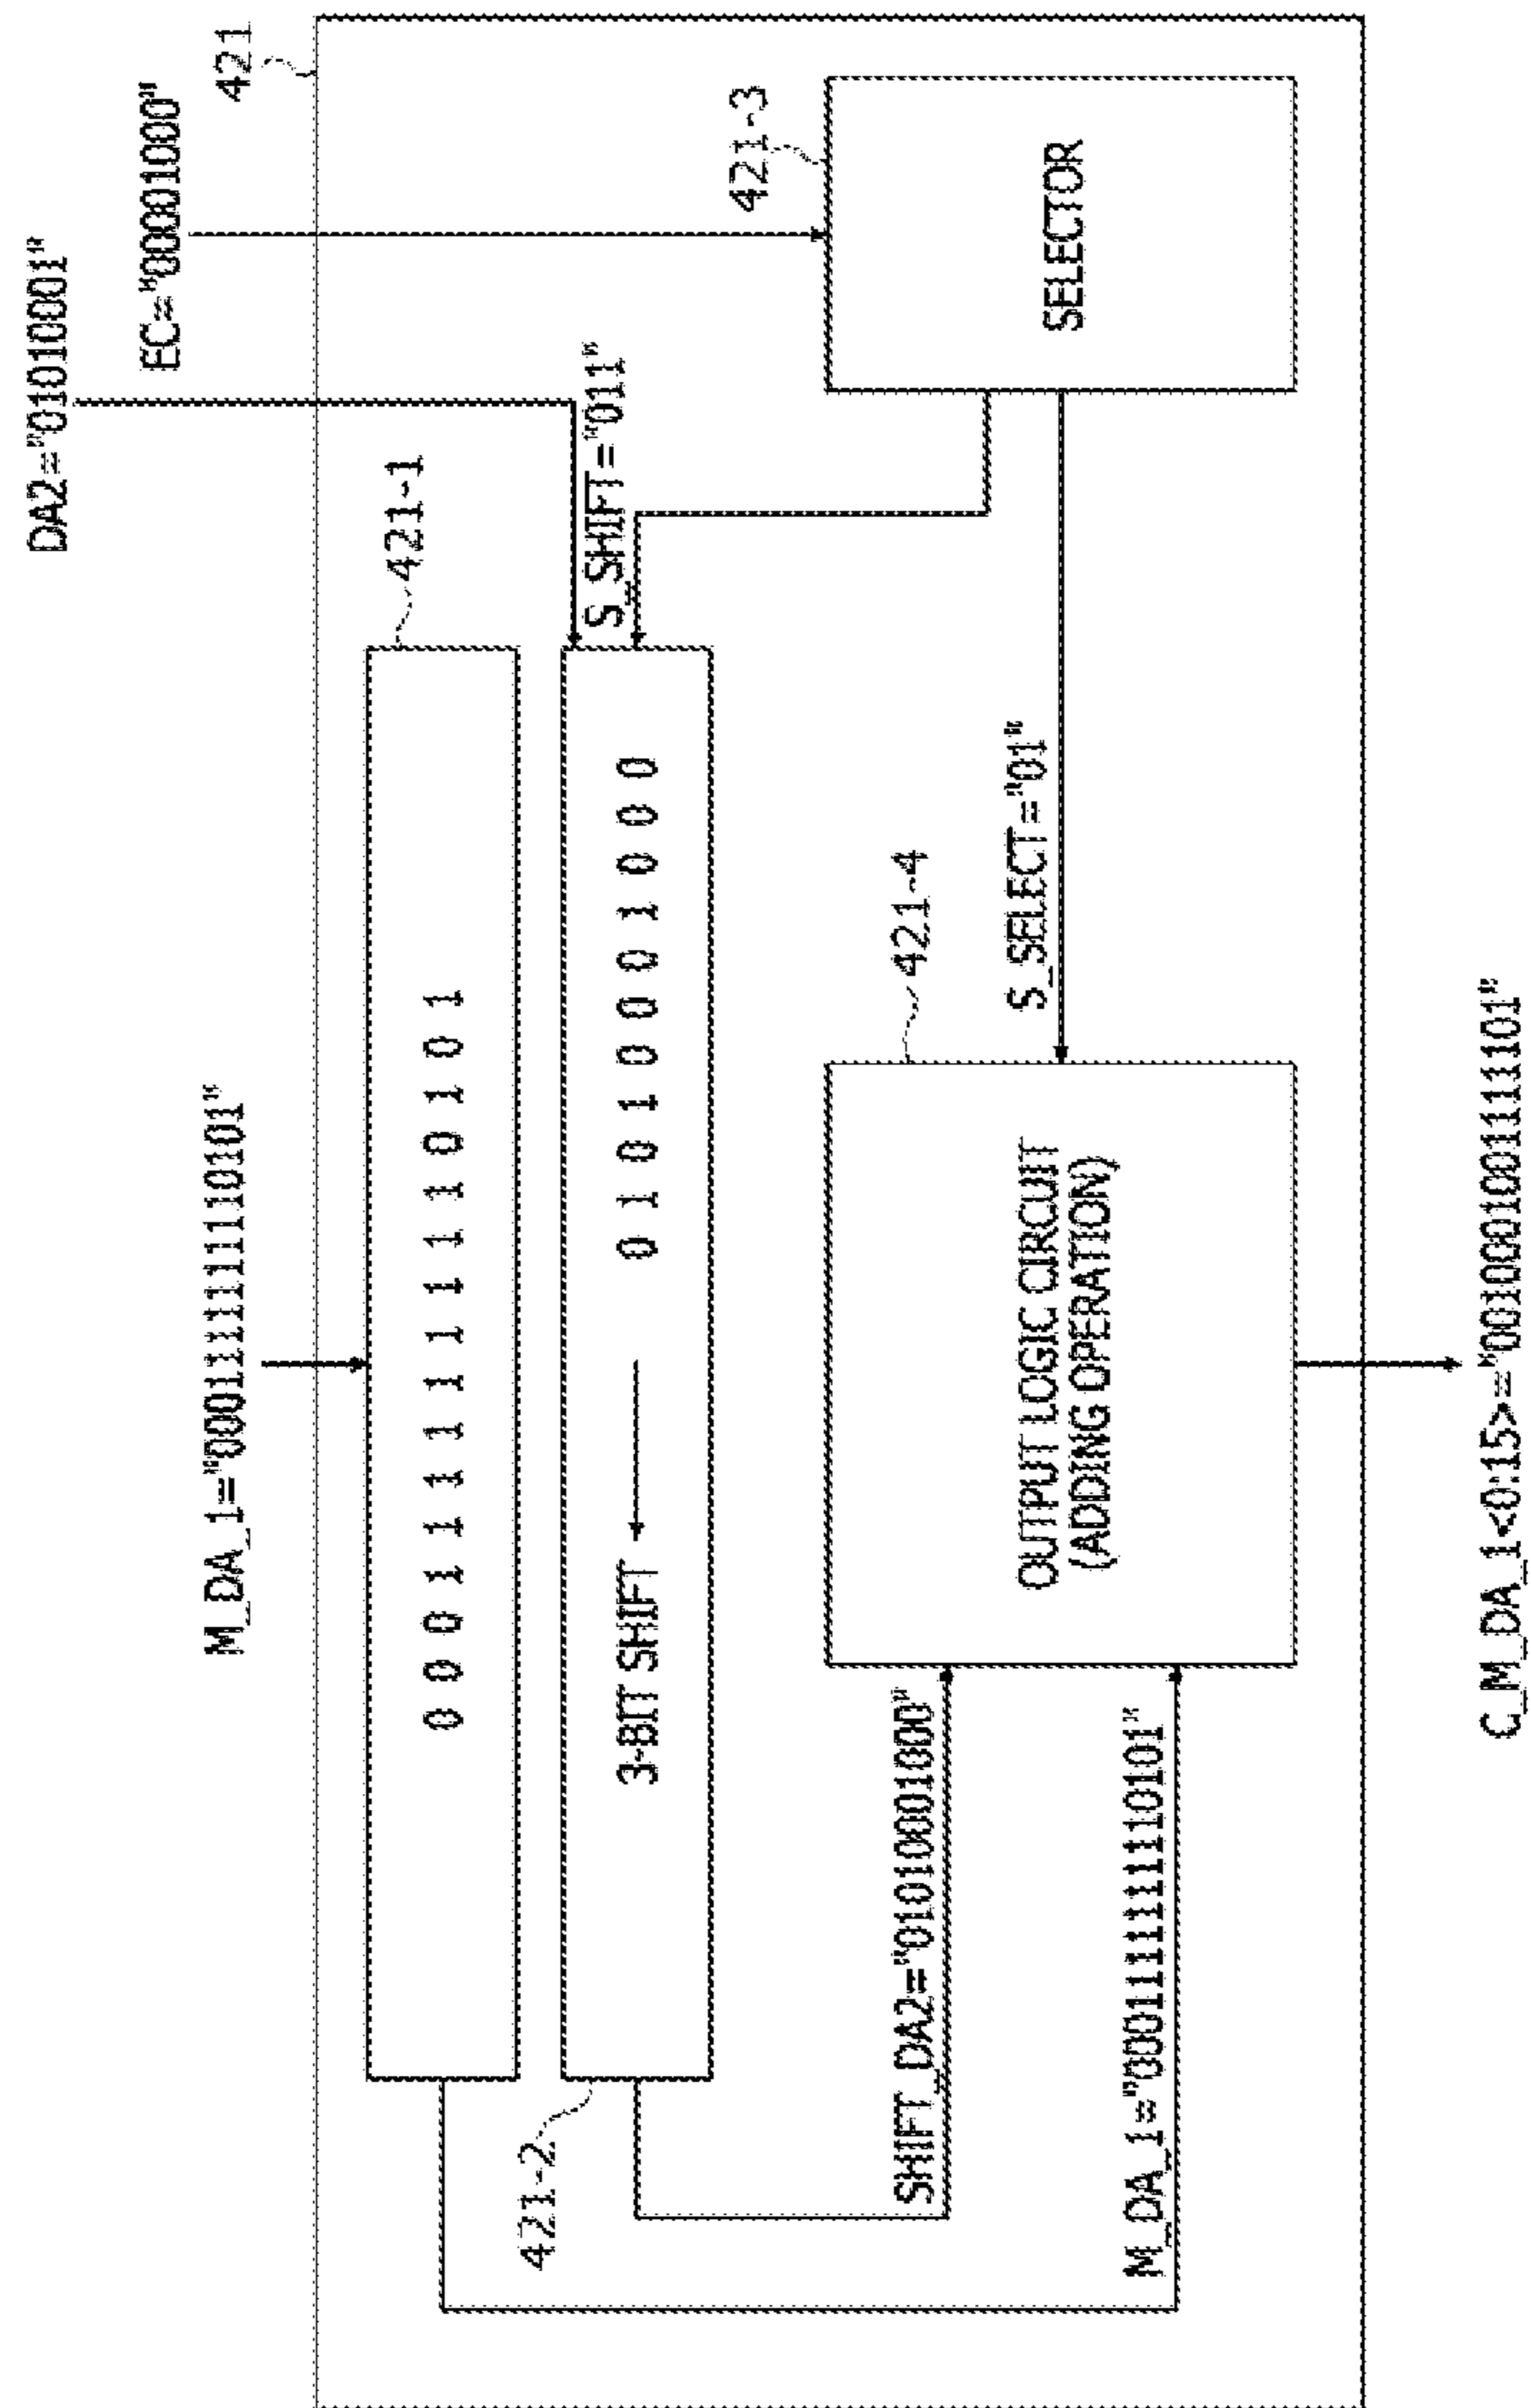 DA2="01010001"
EC="00001000"
M_DA_1="0001111111110101"
421
421-1
0 0 0 1 1 1 1 1 1 1 1 1 0 1 0 1
421-2
S_SHIFT="011"
3-BIT SHIFT 0 1 0 1 0 0 0 1 0 0 0
421-3
SHIFT_DA2="01010001000"
421-4
S_SELECT="01"
OUTPUT LOGIC CIRCUIT
(ADDING OPERATION)
SELECTOR
M_DA_1="0001111111110101"
C_M_DA_1<0:15>="0010001001111101"